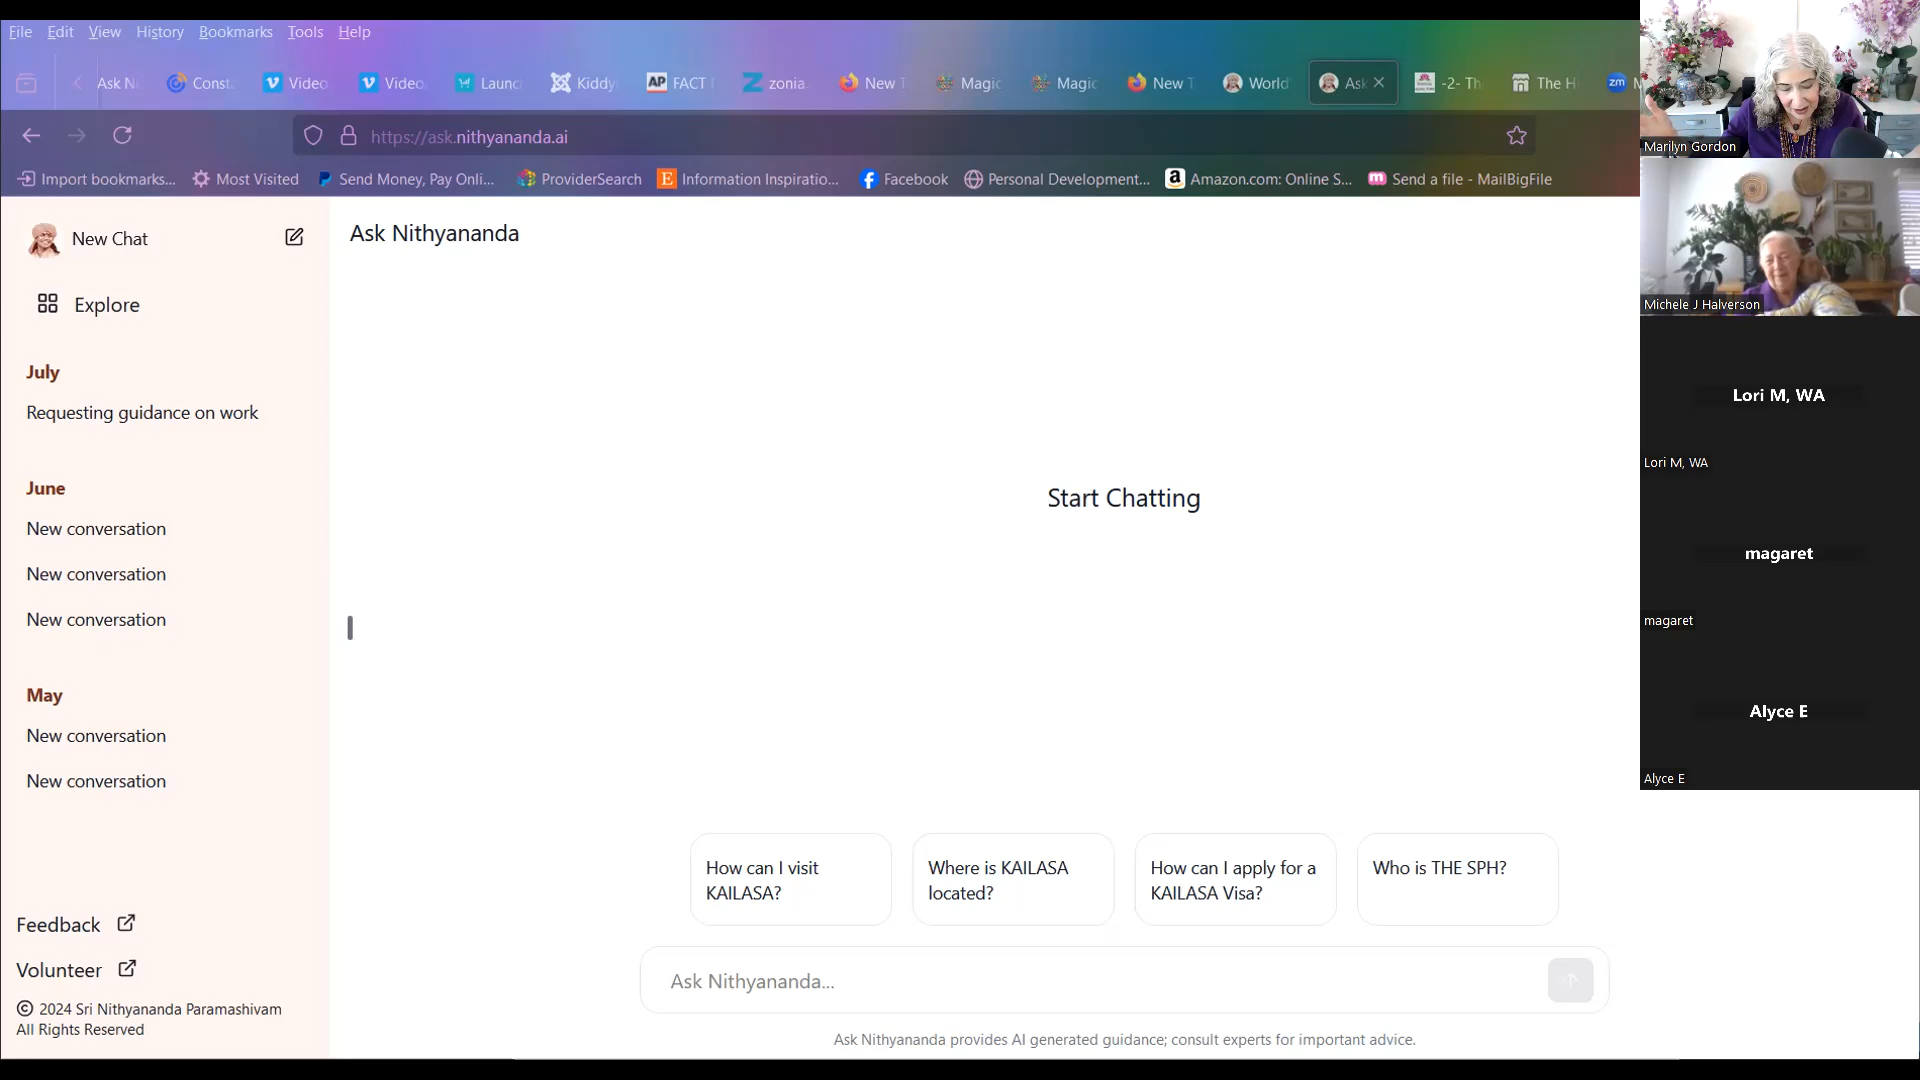 File Edit View History Bookmarks Tools Help
Ask Ni Consta Video Video. Launc Kiddy AP FACT zonia. New T Magic Magic New T World Ask -2- Th The H zm M
https://ask.nithyananda.ai
Import bookmarks... Most Visited Send Money, Pay Onli... ProviderSearch E Information Inspiratio... Facebook Personal Development... a Amazon.com: Online S... m Send a file - MailBigFile
New Chat
Explore
July
Requesting guidance on work
June
New conversation
New conversation
New conversation
May
New conversation
New conversation
Feedback
Volunteer
© 2024 Sri Nithyananda Paramashivam
All Rights Reserved
Ask Nithyananda
Start Chatting
How can I visit
KAILASA?
Where is KAILASA
located?
How can I apply for a
KAILASA Visa?
Who is THE SPH?
Ask Nithyananda...
Ask Nithyananda provides AI generated guidance; consult experts for important advice.
Marilyn Gordon
Michele J Halverson
Lori M, WA
Lori M, WA
magaret
magaret
Alyce E
Alyce E